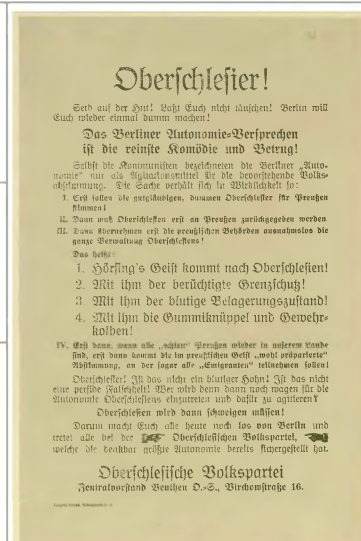 Oberschlesier!
Seid auf der Hut! Laßt Euch nicht täuschen! Berlin will
Euch wieder einmal dumm machen!
Das Berliner Autonomie-Versprechen
ist die reinste Komödie und Betrug!
Selbst die Kommunisten bezeichnen die Berliner „Auto-
nomie“ nur als Agitationsmittel für die bevorstehende Volks-
abstimmung. Die Sache verhält sich in Wirklichkeit so:
I. Erst sollen die gutgläubigen, dummen Oberschlesier für Preußen
stimmen!
II. Dann muß Oberschlesien erst an Preußen zurückgegeben werden.
III. Dann übernehmen erst die preußischen Behörden ausnahmslos die
ganze Verwaltung Oberschlesiens!
Das heißt:
1. Hörsing's Geist kommt nach Oberschlesien!
2. Mit ihm der berüchtigte Grenzschutz!
3. Mit ihm der blutige Belagerungszustand!
4. Mit ihm die Gummiknüppel und Gewehr-
kolben!
IV. Erst dann, wenn alle „echten“ Preußen wieder in unserem Lande
sind, erst dann kommt die im preußischen Geist „wohl präparierte“
Abstimmung, an der sogar alle „Emigranten“ teilnehmen sollen!
Oberschlesier! Ist das nicht ein blutiger Hohn! Ist das nicht
eine perfide Falschheit! Wer wird denn dann noch wagen für die
Autonomie Oberschlesiens einzutreten und dafür zu agitieren?
Oberschlesien wird dann schweigen müssen!
Darum macht Euch alle heute noch los von Berlin und
tretet alle bei der Oberschlesischen Volkspartei,
welche die denkbar größte Autonomie bereits sichergestellt hat.
Oberschlesische Volkspartei
Zentralvorstand Beuthen O.-S., Virchowstraße 16.